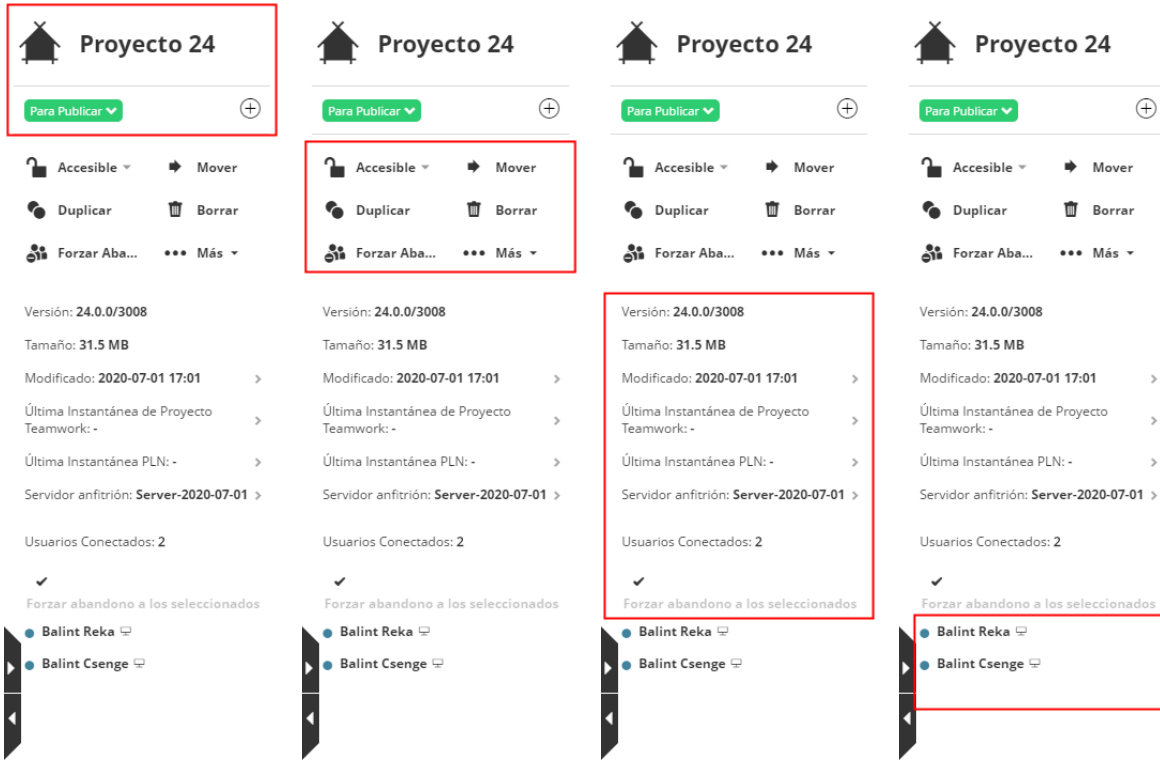 Proyecto 24
Para Publicar
Accesible Mover
Duplicar Borrar
Forzar Aba... Más
Versión: 24.0.0/3008
Tamaño: 31.5 MB
Modificado: 2020-07-01 17:01
Última Instantánea de Proyecto
Teamwork: -
Última Instantánea PLN: -
Servidor anfitrión: Server-2020-07-01
Usuarios Conectados: 2
Forzar abandono a los seleccionados
Balint Reka
Balint Csenge
Proyecto 24
Para Publicar
Accesible Mover
Duplicar Borrar
Forzar Aba... Más
Versión: 24.0.0/3008
Tamaño: 31.5 MB
Modificado: 2020-07-01 17:01
Última Instantánea de Proyecto
Teamwork: -
Última Instantánea PLN: -
Servidor anfitrión: Server-2020-07-01
Usuarios Conectados: 2
Forzar abandono a los seleccionados
Balint Reka
Balint Csenge
Proyecto 24
Para Publicar
Accesible Mover
Duplicar Borrar
Forzar Aba... Más
Versión: 24.0.0/3008
Tamaño: 31.5 MB
Modificado: 2020-07-01 17:01
Última Instantánea de Proyecto
Teamwork: -
Última Instantánea PLN: -
Servidor anfitrión: Server-2020-07-01
Usuarios Conectados: 2
Forzar abandono a los seleccionados
Balint Reka
Balint Csenge
Proyecto 24
Para Publicar
Accesible Mover
Duplicar Borrar
Forzar Aba... Más
Versión: 24.0.0/3008
Tamaño: 31.5 MB
Modificado: 2020-07-01 17:01
Última Instantánea de Proyecto
Teamwork: -
Última Instantánea PLN: -
Servidor anfitrión: Server-2020-07-01
Usuarios Conectados: 2
Forzar abandono a los seleccionados
Balint Reka
Balint Csenge